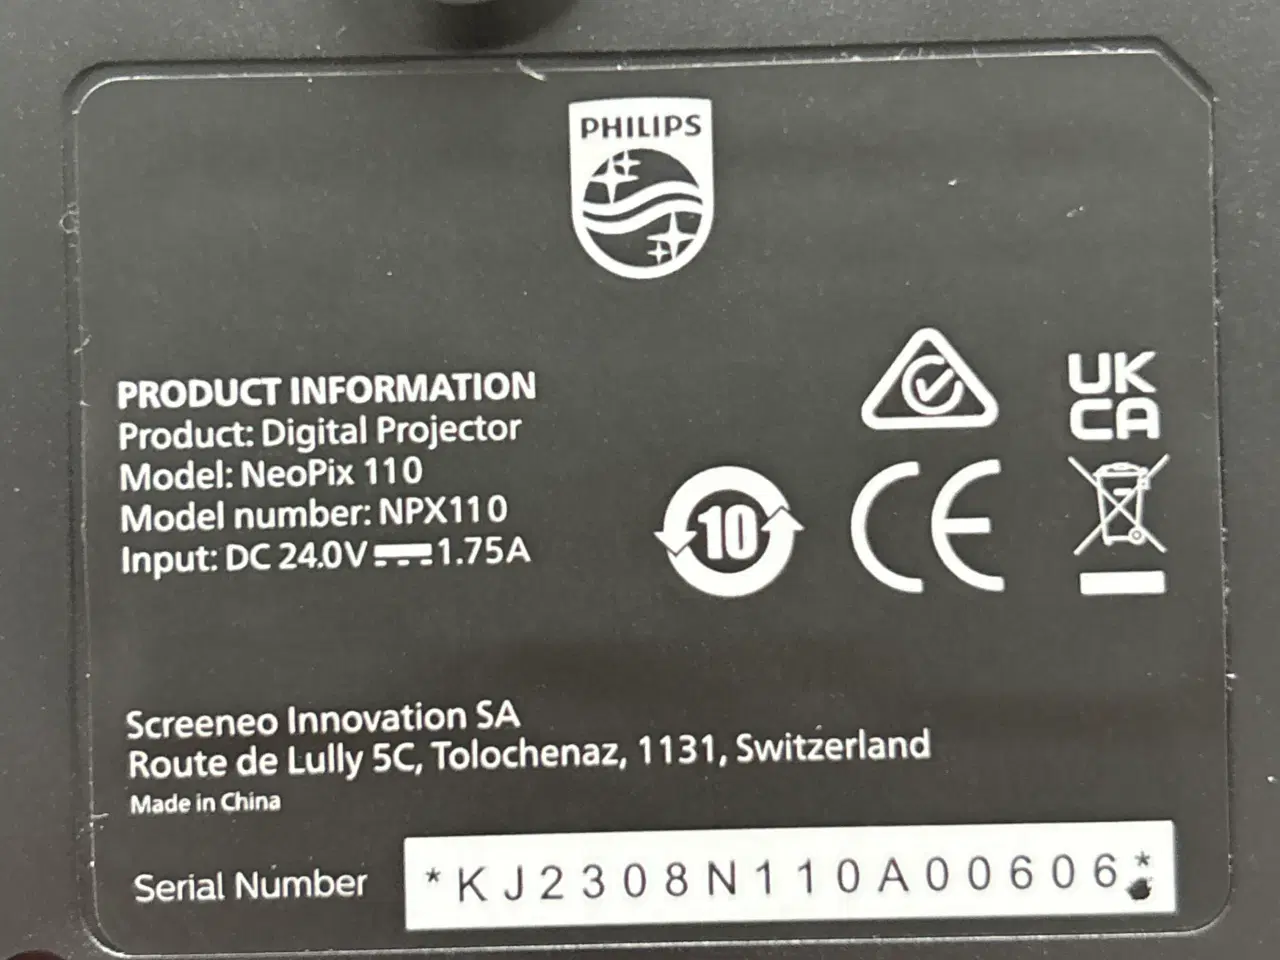 PHILIPS
PRODUCT INFORMATION
Product: Digital Projector
Model: NeoPix 110
Model number: NPX110
Input: DC 24.0V⎓1.75A
10
UK
CA
CE
Screeneo Innovation SA
Route de Lully 5C, Tolochenaz, 1131, Switzerland
Made in China
Serial Number
*KJ2308N110A00606*